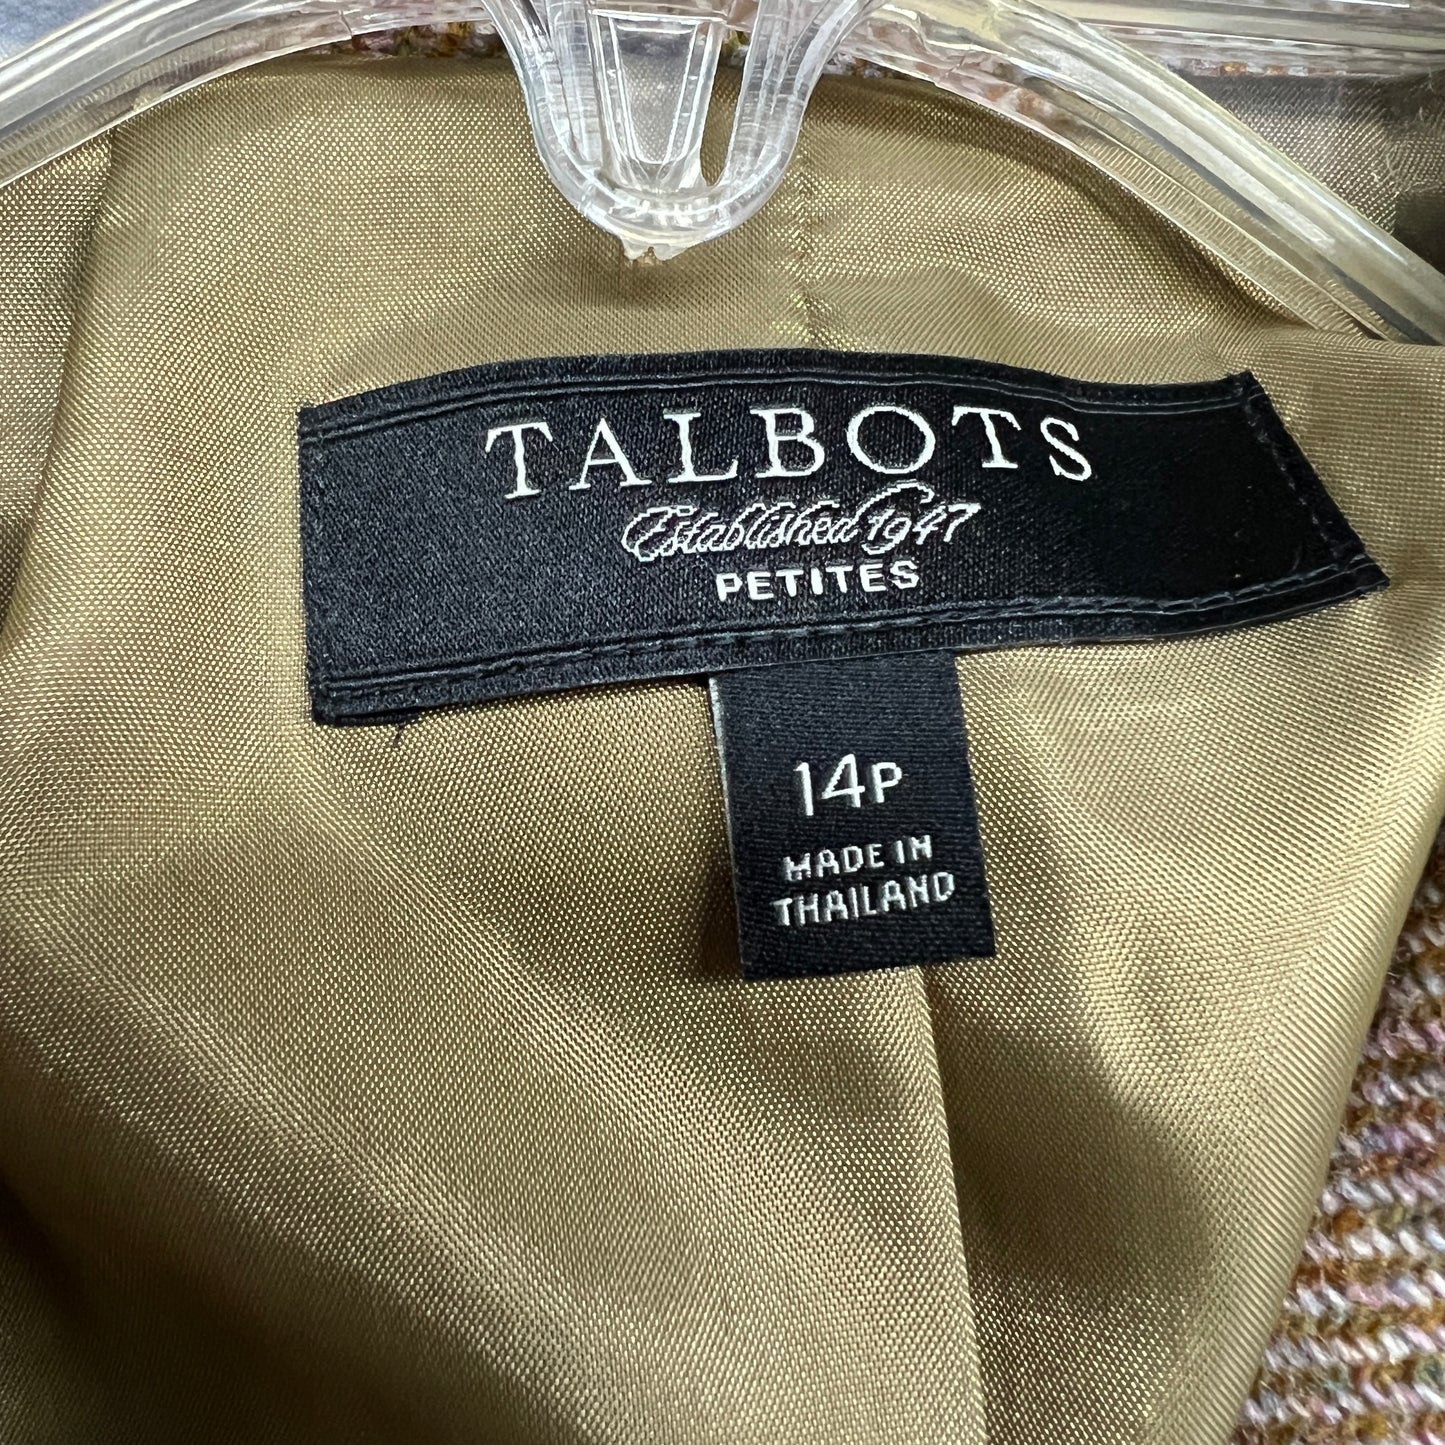 TALBOTS
Established 1947
PETITES
14P
MADE IN
THAILAND